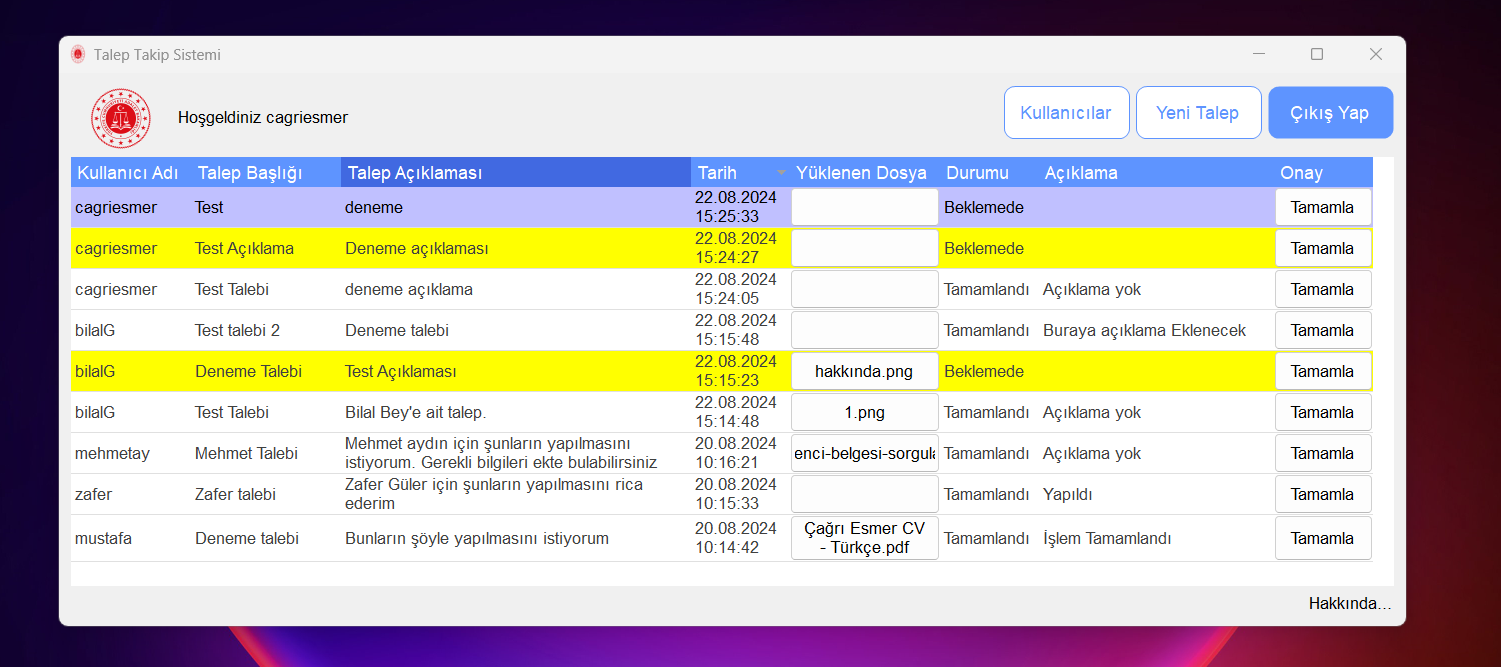 Talep Takip Sistemi
Hoşgeldiniz cagriesmer
Kullanıcılar
Yeni Talep
Çıkış Yap
Kullanıcı Adı Talep Başlığı Talep Açıklaması Tarih Yüklenen Dosya Durumu Açıklama Onay
cagriesmer Test deneme 22.08.2024 15:25:33 Beklemede Tamamla
cagriesmer Test Açıklama Deneme açıklaması 22.08.2024 15:24:27 Beklemede Tamamla
cagriesmer Test Talebi deneme açıklama 22.08.2024 15:24:05 Tamamlandı Açıklama yok Tamamla
bilalG Test talebi 2 Deneme talebi 22.08.2024 15:15:48 Tamamlandı Buraya açıklama Eklenecek Tamamla
bilalG Deneme Talebi Test Açıklaması 22.08.2024 15:15:23 hakkında.png Beklemede Tamamla
bilalG Test Talebi Bilal Bey'e ait talep. 22.08.2024 15:14:48 1.png Tamamlandı Açıklama yok Tamamla
mehmetay Mehmet Talebi Mehmet aydın için şunların yapılmasını istiyorum. Gerekli bilgileri ekte bulabilirsiniz 20.08.2024 10:16:21 enci-belgesi-sorgula Tamamlandı Açıklama yok Tamamla
zafer Zafer talebi Zafer Güler için şunların yapılmasını rica ederim 20.08.2024 10:15:33 Tamamlandı Yapıldı Tamamla
mustafa Deneme talebi Bunların şöyle yapılmasını istiyorum 20.08.2024 10:14:42 Çağrı Esmer CV - Türkçe.pdf Tamamlandı İşlem Tamamlandı Tamamla
Hakkında...